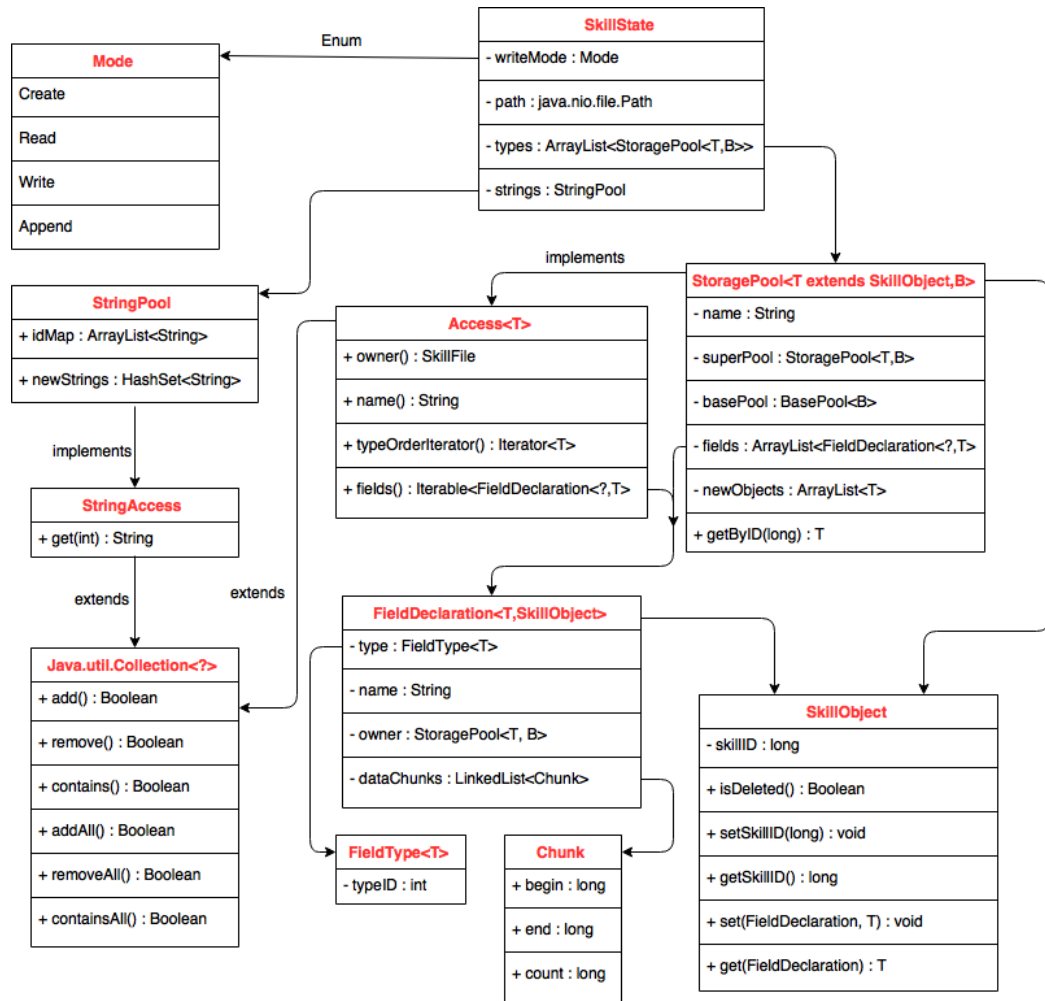 SkillState
- writeMode : Mode
- path : java.nio.file.Path
- types : ArrayList<StoragePool<T,B>>
- strings : StringPool
Enum
Mode
Create
Read
Write
Append
implements
StringPool
+ idMap : ArrayList<String>
+ newStrings : HashSet<String>
Access<T>
+ owner() : SkillFile
+ name() : String
+ typeOrderIterator() : Iterator<T>
+ fields() : Iterable<FieldDeclaration<?,T>
StoragePool<T extends SkillObject,B>
- name : String
- superPool : StoragePool<T,B>
- basePool : BasePool<B>
- fields : ArrayList<FieldDeclaration<?,T>
- newObjects : ArrayList<T>
+ getByID(long) : T
implements
StringAccess
+ get(int) : String
extends
extends
Java.util.Collection<?>
+ add() : Boolean
+ remove() : Boolean
+ contains() : Boolean
+ addAll() : Boolean
+ removeAll() : Boolean
+ containsAll() : Boolean
FieldDeclaration<T,SkillObject>
- type : FieldType<T>
- name : String
- owner : StoragePool<T, B>
- dataChunks : LinkedList<Chunk>
SkillObject
- skillID : long
+ isDeleted() : Boolean
+ setSkillID(long) : void
+ getSkillID() : long
+ set(FieldDeclaration, T) : void
+ get(FieldDeclaration) : T
FieldType<T>
- typeID : int
Chunk
+ begin : long
+ end : long
+ count : long